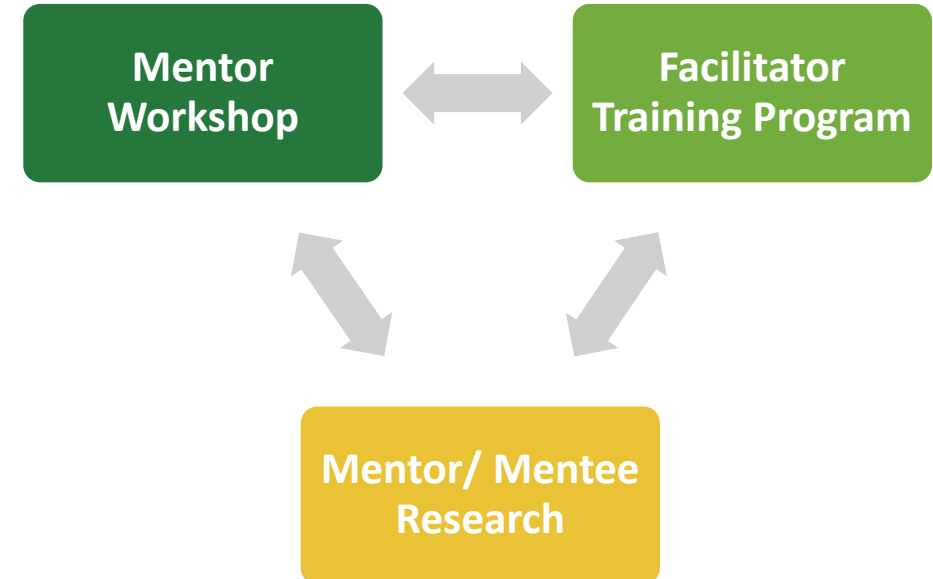 Mentor
Workshop
Facilitator
Training Program
Mentor/ Mentee
Research